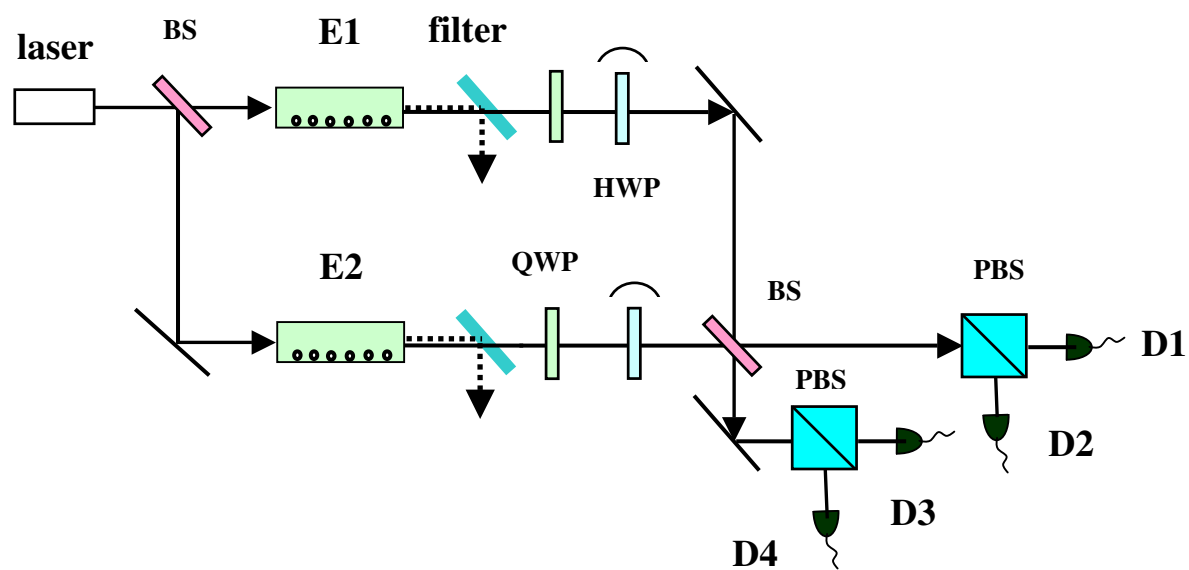 BS
E1
filter
laser
HWP
E2
QWP
BS
PBS
D1
PBS
D2
D3
D4